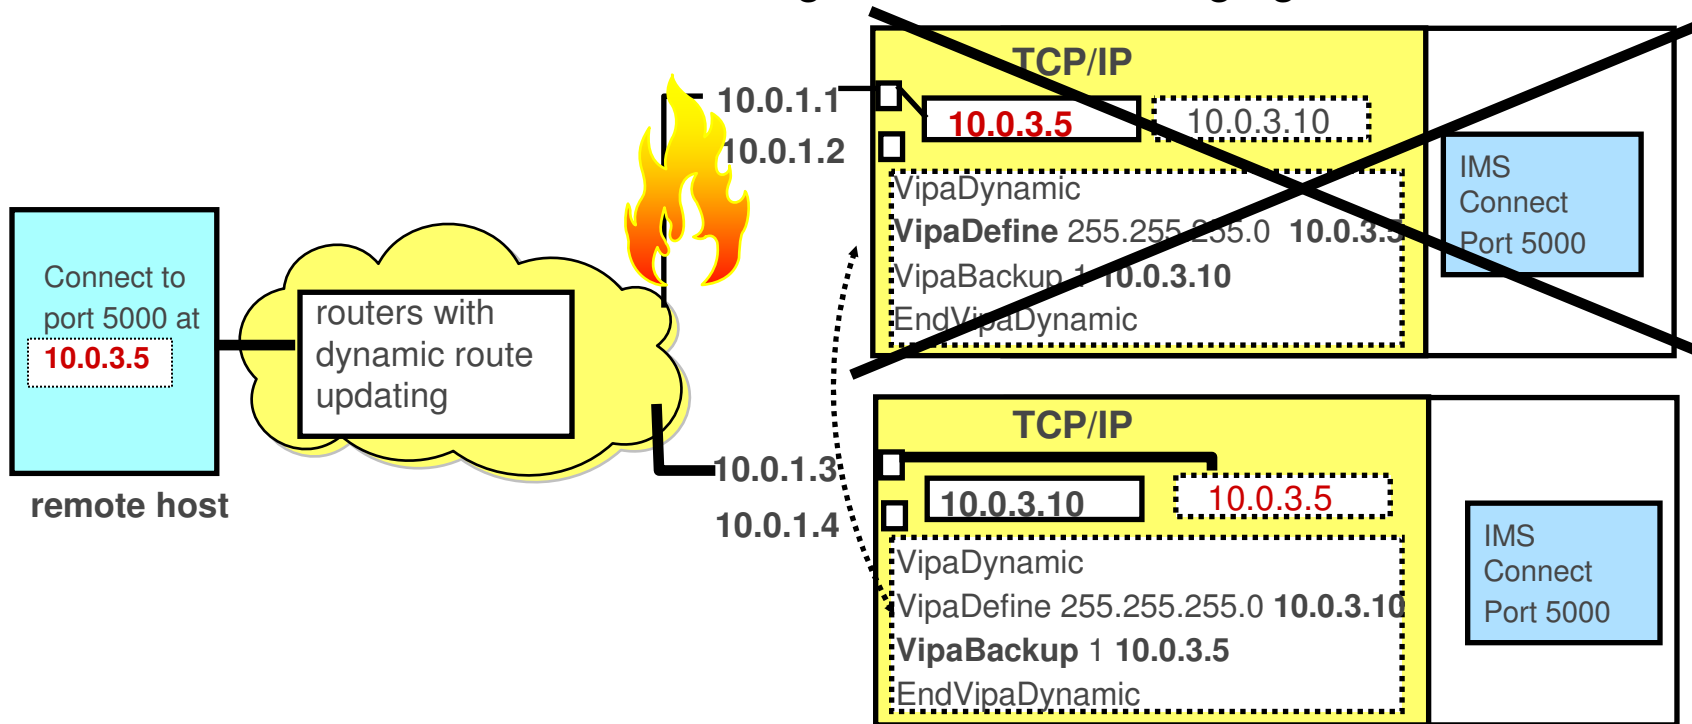 TCP/IP
10.0.1.1
10.0.3.5
10.0.3.10
10.0.1.2
VipaDynamic
VipaDefine 255.255.255.0 10.0.3.5
VipaBackup 1 10.0.3.10
EndVipaDynamic
IMS
Connect
Port 5000
Connect to
port 5000 at
10.0.3.5
remote host
routers with
dynamic route
updating
TCP/IP
10.0.1.3
10.0.1.4
10.0.3.10
10.0.3.5
VipaDynamic
VipaDefine 255.255.255.0 10.0.3.10
VipaBackup 1 10.0.3.5
EndVipaDynamic
IMS
Connect
Port 5000